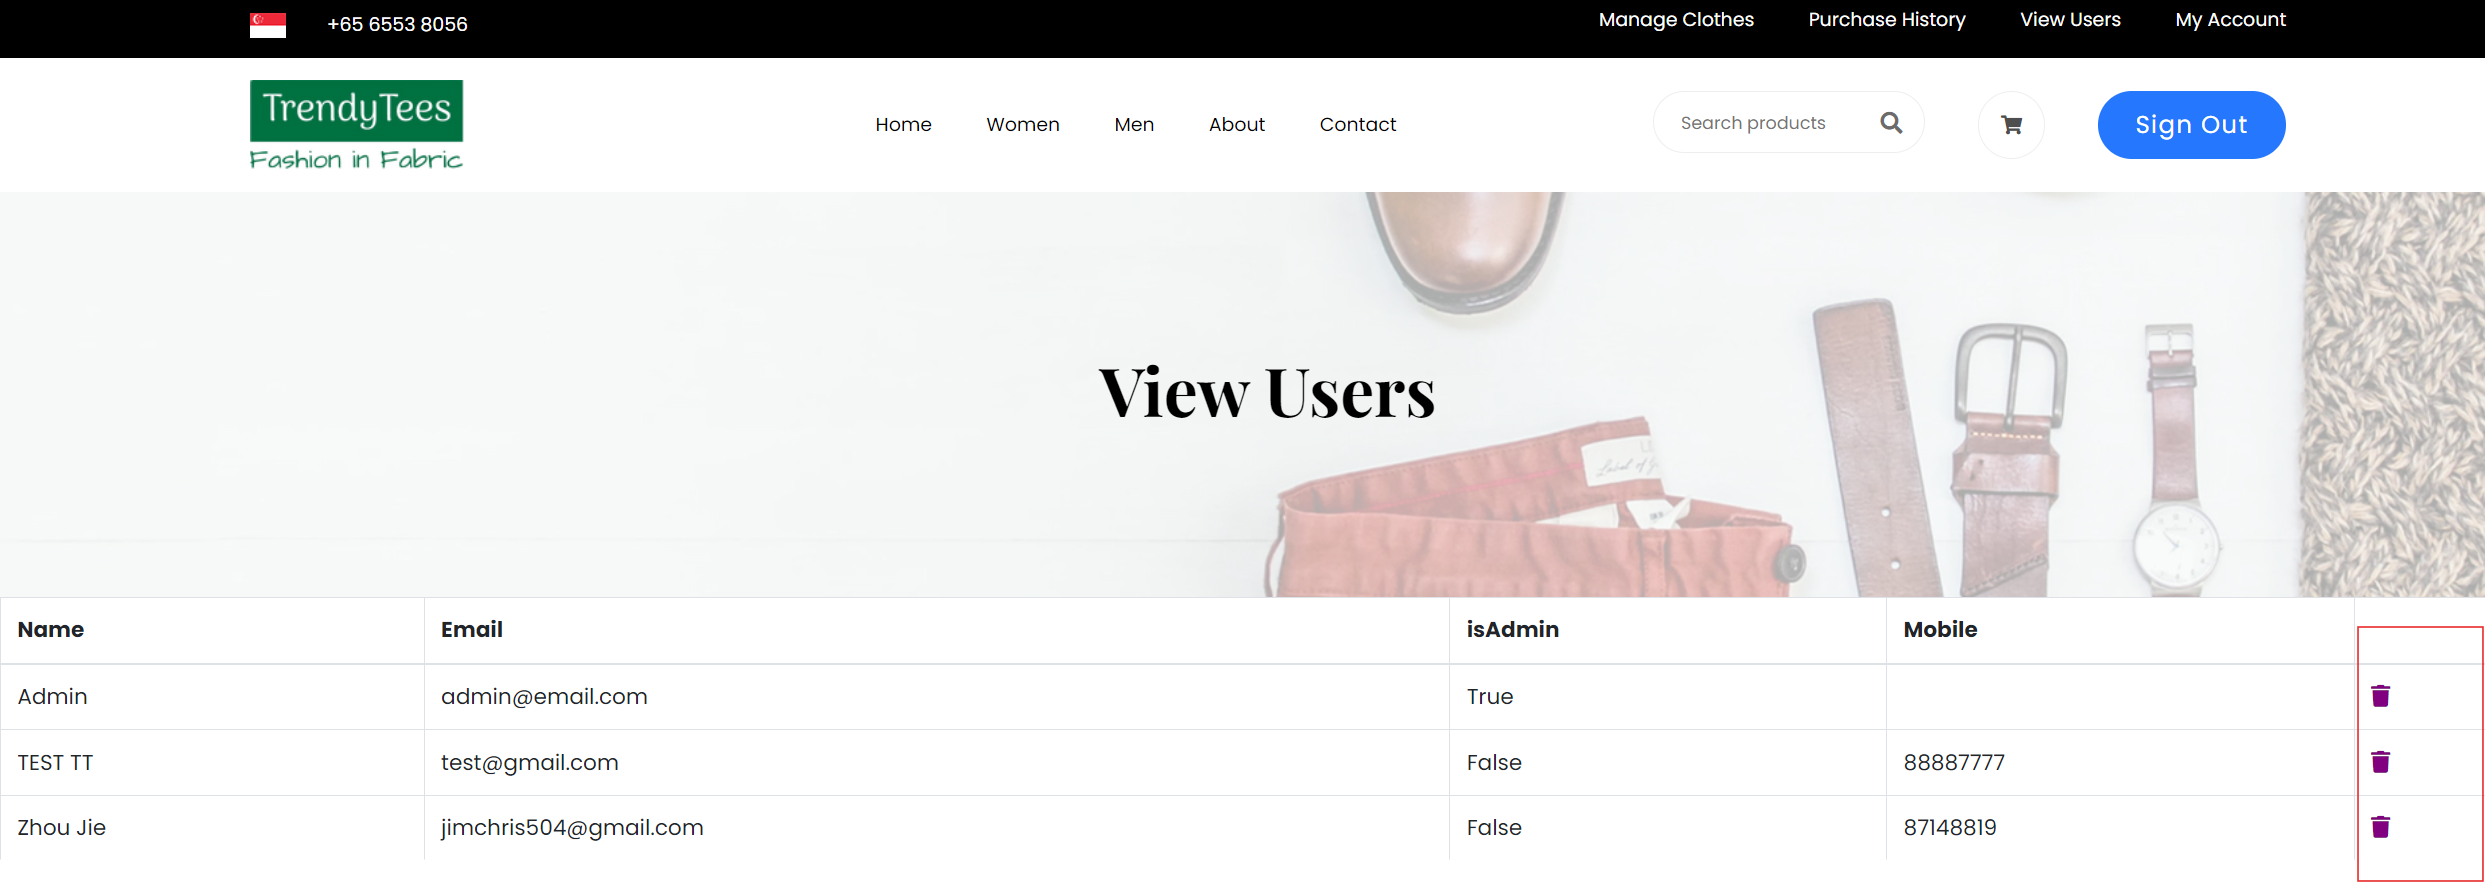 +65 6553 8056 Manage Clothes Purchase History View Users My Account
TrendyTees
Fashion in Fabric
Home Women Men About Contact Search products Sign Out
View Users
Name Email isAdmin Mobile
Admin admin@email.com True
TEST TT test@gmail.com False 88887777
Zhou Jie jimchris504@gmail.com False 87148819